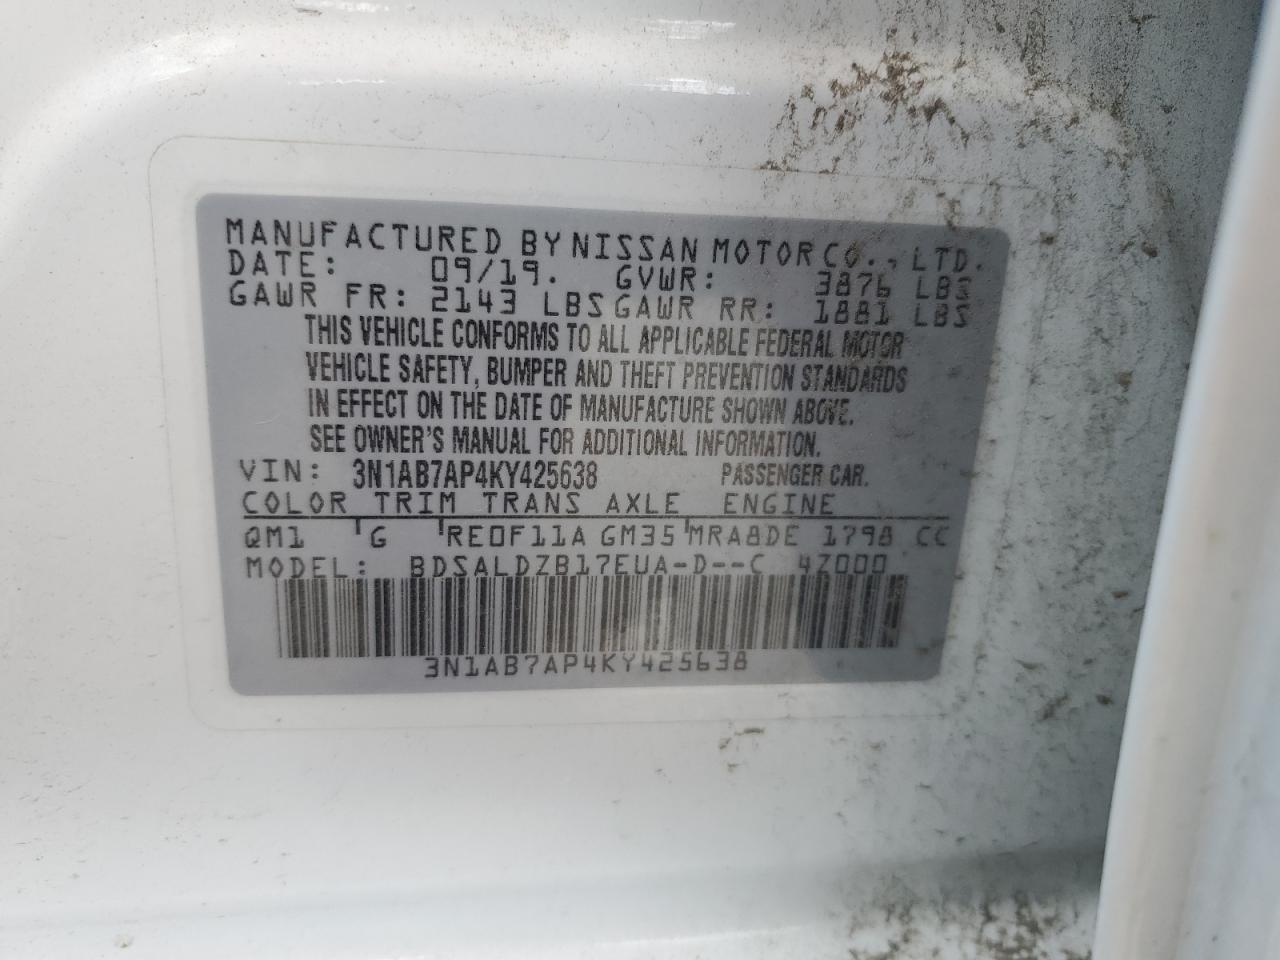 MANUFACTURED BY NISSAN MOTOR CO., LTD.
DATE: 09/19. GVWR: 3876 LBS
GAWR FR: 2143 LBS GAWR RR: 1881 LBS
THIS VEHICLE CONFORMS TO ALL APPLICABLE FEDERAL MOTOR
VEHICLE SAFETY, BUMPER AND THEFT PREVENTION STANDARDS
IN EFFECT ON THE DATE OF MANUFACTURE SHOWN ABOVE.
SEE OWNER'S MANUAL FOR ADDITIONAL INFORMATION.
VIN: 3N1AB7AP4KY425638 PASSENGER CAR.
COLOR TRIM TRANS AXLE ENGINE
QM1 G RE0F11A GM35 MRA8DE 1798 CC
MODEL: BDSALDZB17EUA-D--C 4Z000
3N1AB7AP4KY425638